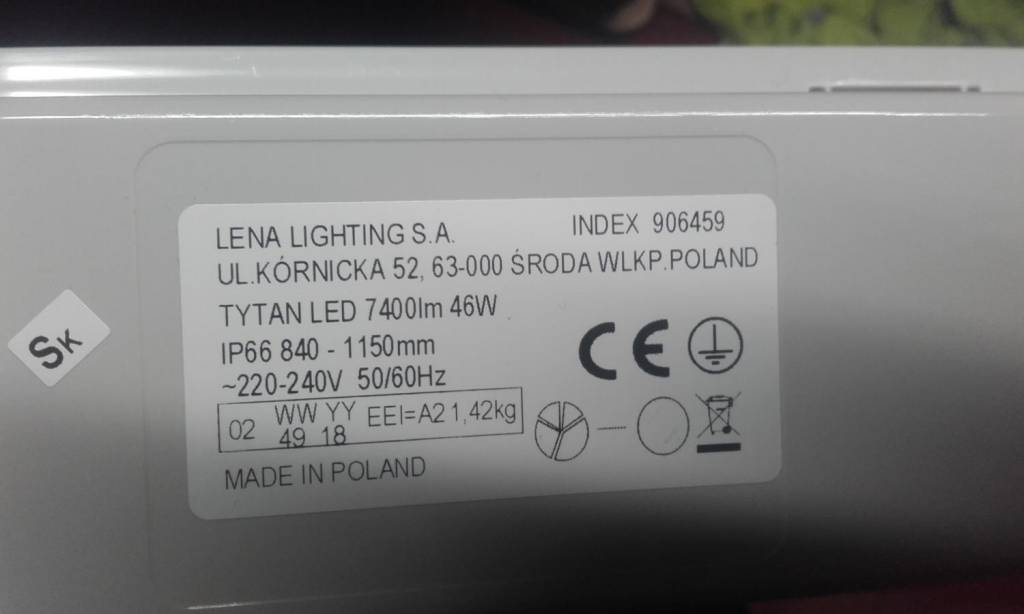 LENA LIGHTING S.A. INDEX 906459
UL.KÓRNICKA 52, 63-000 ŚRODA WLKP.POLAND
TYTAN LED 7400lm 46W
IP66 840 - 1150mm
~220-240V 50/60Hz
02 WW YY EEI=A2 1,42kg
49 18
MADE IN POLAND
CE
SK